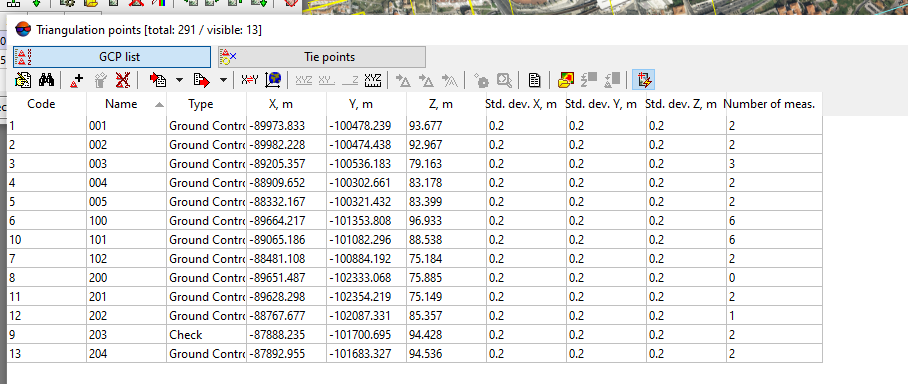 Triangulation points [total: 291 / visible: 13]
GCP list Tie points
Code Name Type X, m Y, m Z, m Std. dev. X, m Std. dev. Y, m Std. dev. Z, m Number of meas.
1 001 Ground Contro -89973.833 -100478.239 93.677 0.2 0.2 0.2 2
2 002 Ground Contro -89982.228 -100474.438 92.967 0.2 0.2 0.2 2
3 003 Ground Contro -89205.357 -100536.183 79.163 0.2 0.2 0.2 3
4 004 Ground Contro -88909.652 -100302.661 83.178 0.2 0.2 0.2 2
5 005 Ground Contro -88332.167 -100321.432 83.399 0.2 0.2 0.2 2
6 100 Ground Contro -89664.217 -101353.808 96.933 0.2 0.2 0.2 6
10 101 Ground Contro -89065.186 -101082.296 88.538 0.2 0.2 0.2 6
7 102 Ground Contro -88481.108 -100884.192 75.184 0.2 0.2 0.2 2
8 200 Ground Contro -89651.487 -102333.068 75.885 0.2 0.2 0.2 0
11 201 Ground Contro -89628.298 -102354.219 75.149 0.2 0.2 0.2 2
12 202 Ground Contro -88767.677 -102087.331 85.357 0.2 0.2 0.2 1
9 203 Check -87888.235 -101700.695 94.428 0.2 0.2 0.2 2
13 204 Ground Contro -87892.955 -101683.327 94.536 0.2 0.2 0.2 2